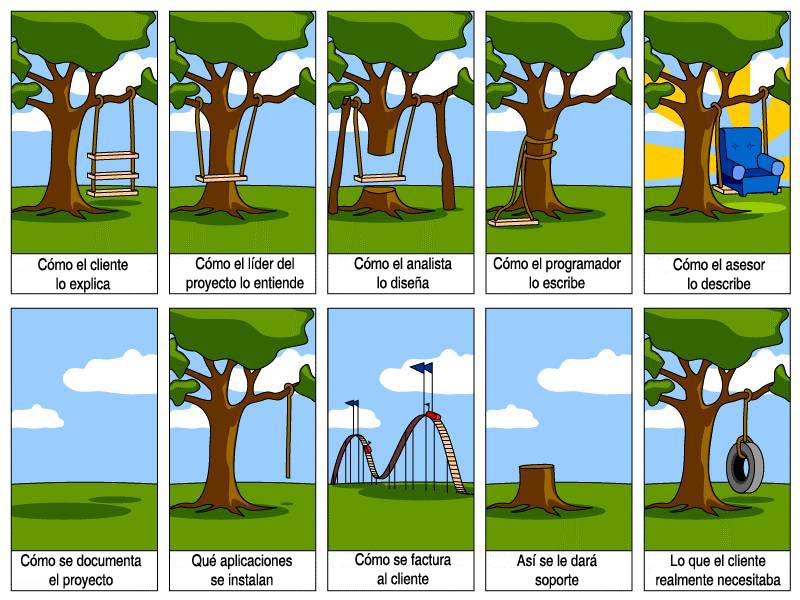 Cómo el cliente
lo explica
Cómo el líder del
proyecto lo entiende
Cómo el analista
lo diseña
Cómo el programador
lo escribe
Cómo el asesor
lo describe
Cómo se documenta
el proyecto
Qué aplicaciones
se instalan
Cómo se factura
al cliente
Así se le dará
soporte
Lo que el cliente
realmente necesitaba